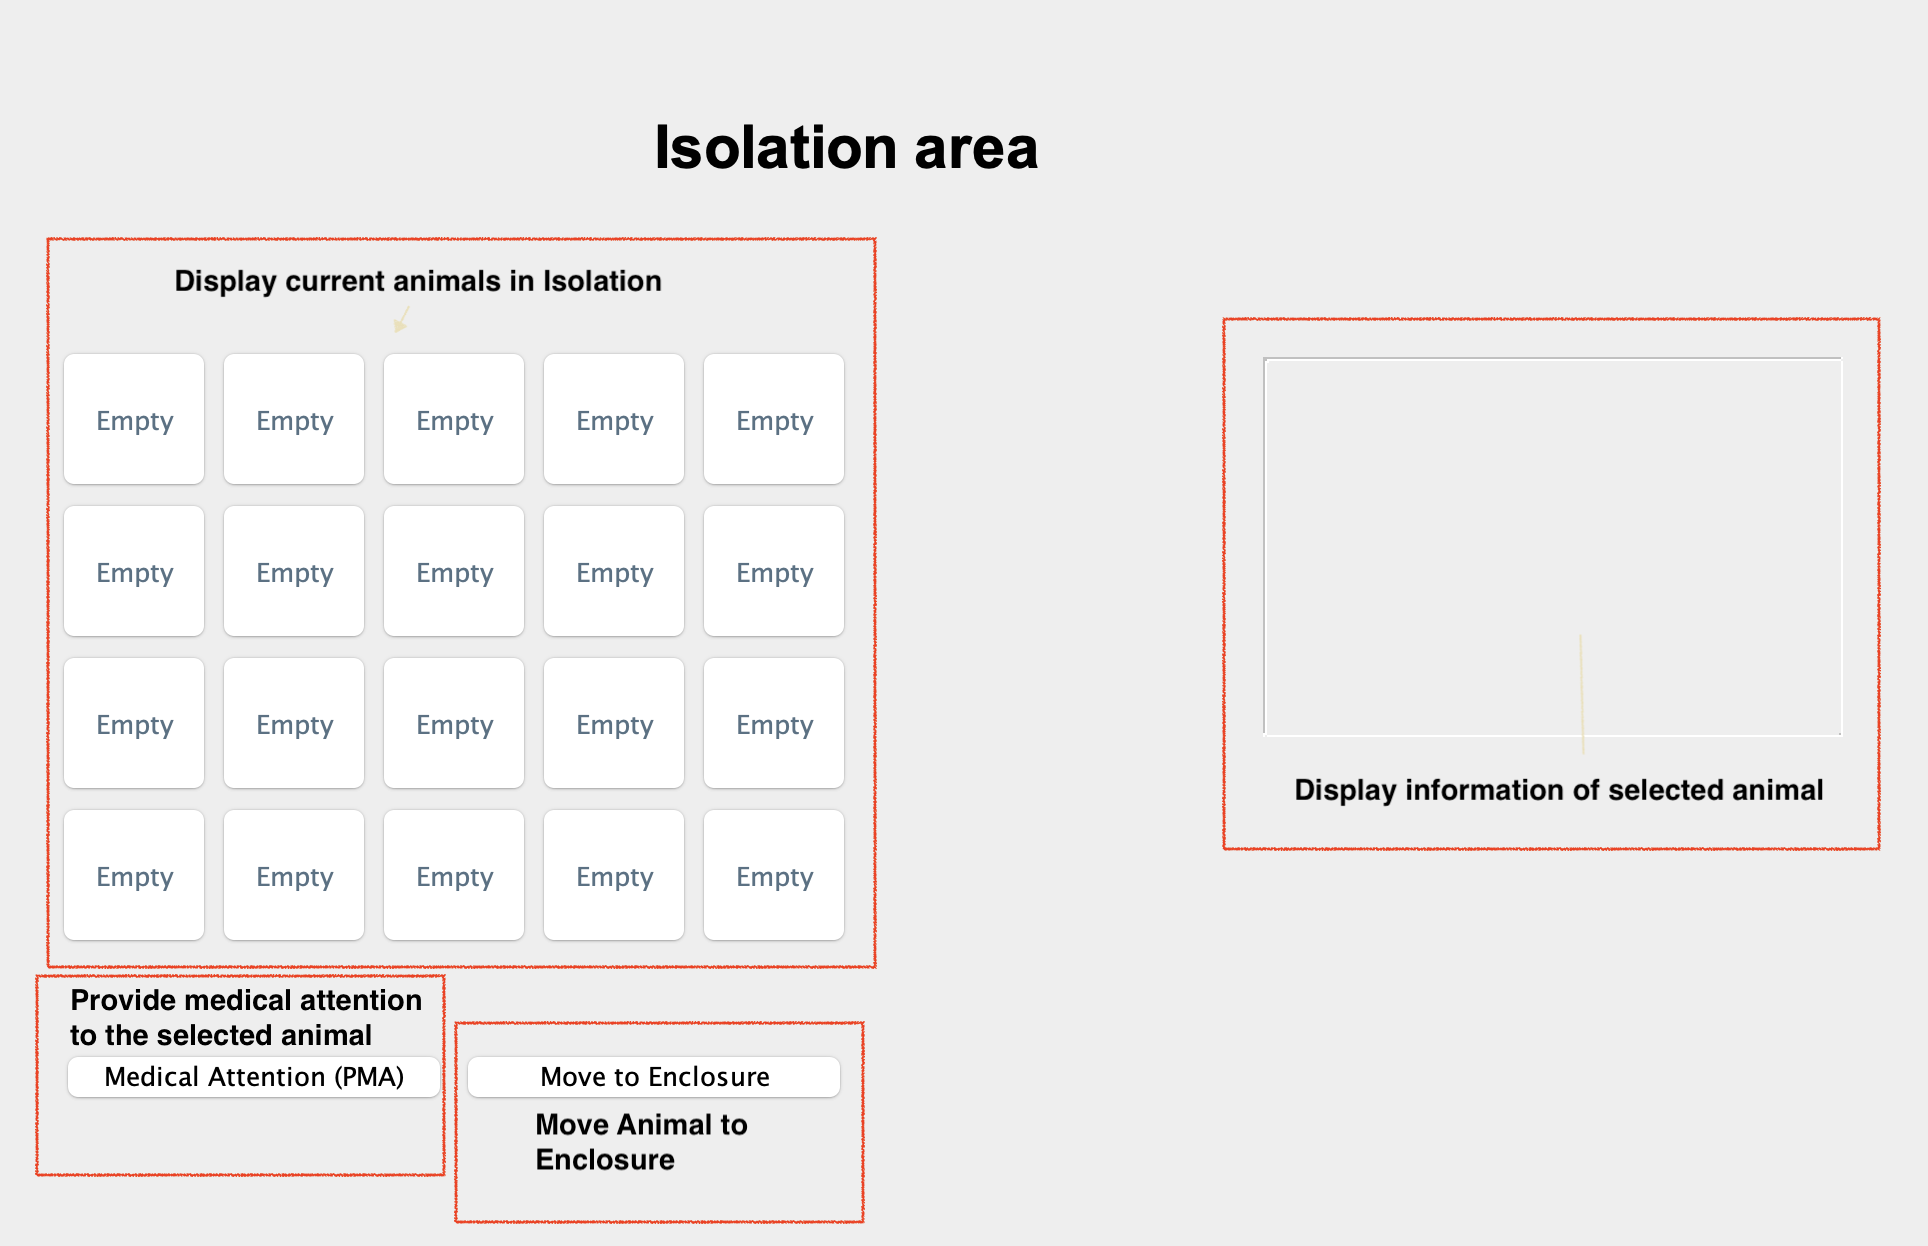 Isolation area
Display current animals in Isolation
Empty Empty Empty Empty Empty
Empty Empty Empty Empty Empty
Empty Empty Empty Empty Empty
Empty Empty Empty Empty Empty
Display information of selected animal
Provide medical attention
to the selected animal
Medical Attention (PMA)
Move to Enclosure
Move Animal to
Enclosure